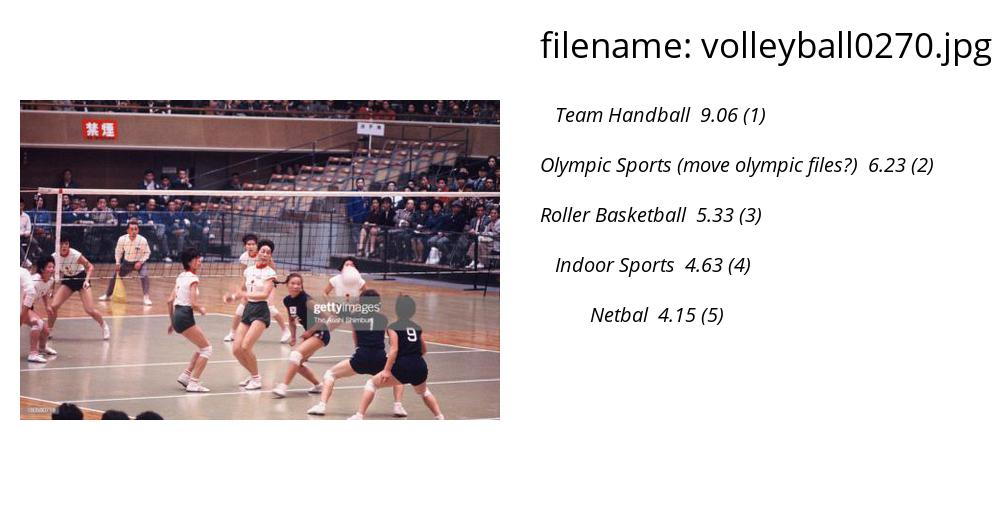 filename: volleyball0270.jpg
Team Handball 9.06 (1)
Olympic Sports (move olympic files?) 6.23 (2)
Roller Basketball 5.33 (3)
Indoor Sports 4.63 (4)
Netbal 4.15 (5)
禁煙
gettyimages
The Asahi Shimbun
9